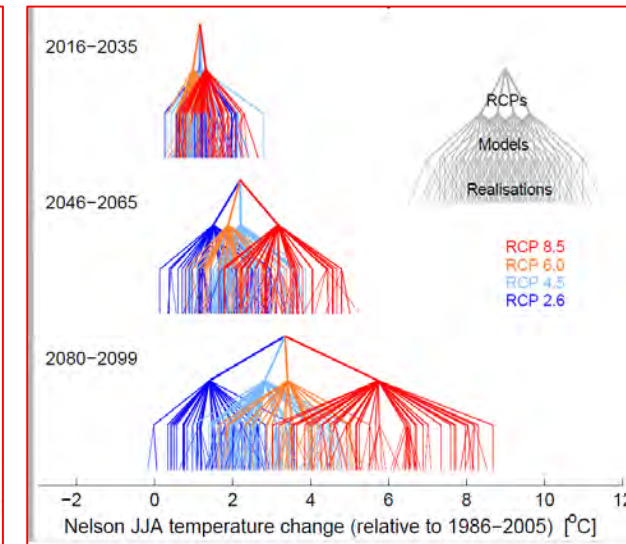 2016−2035
RCPs
Models
Realisations
2046−2065
RCP 8.5
RCP 6.0
RCP 4.5
RCP 2.6
2080−2099
−2 0 2 4 6 8 10 12
Nelson JJA temperature change (relative to 1986−2005) [°C]